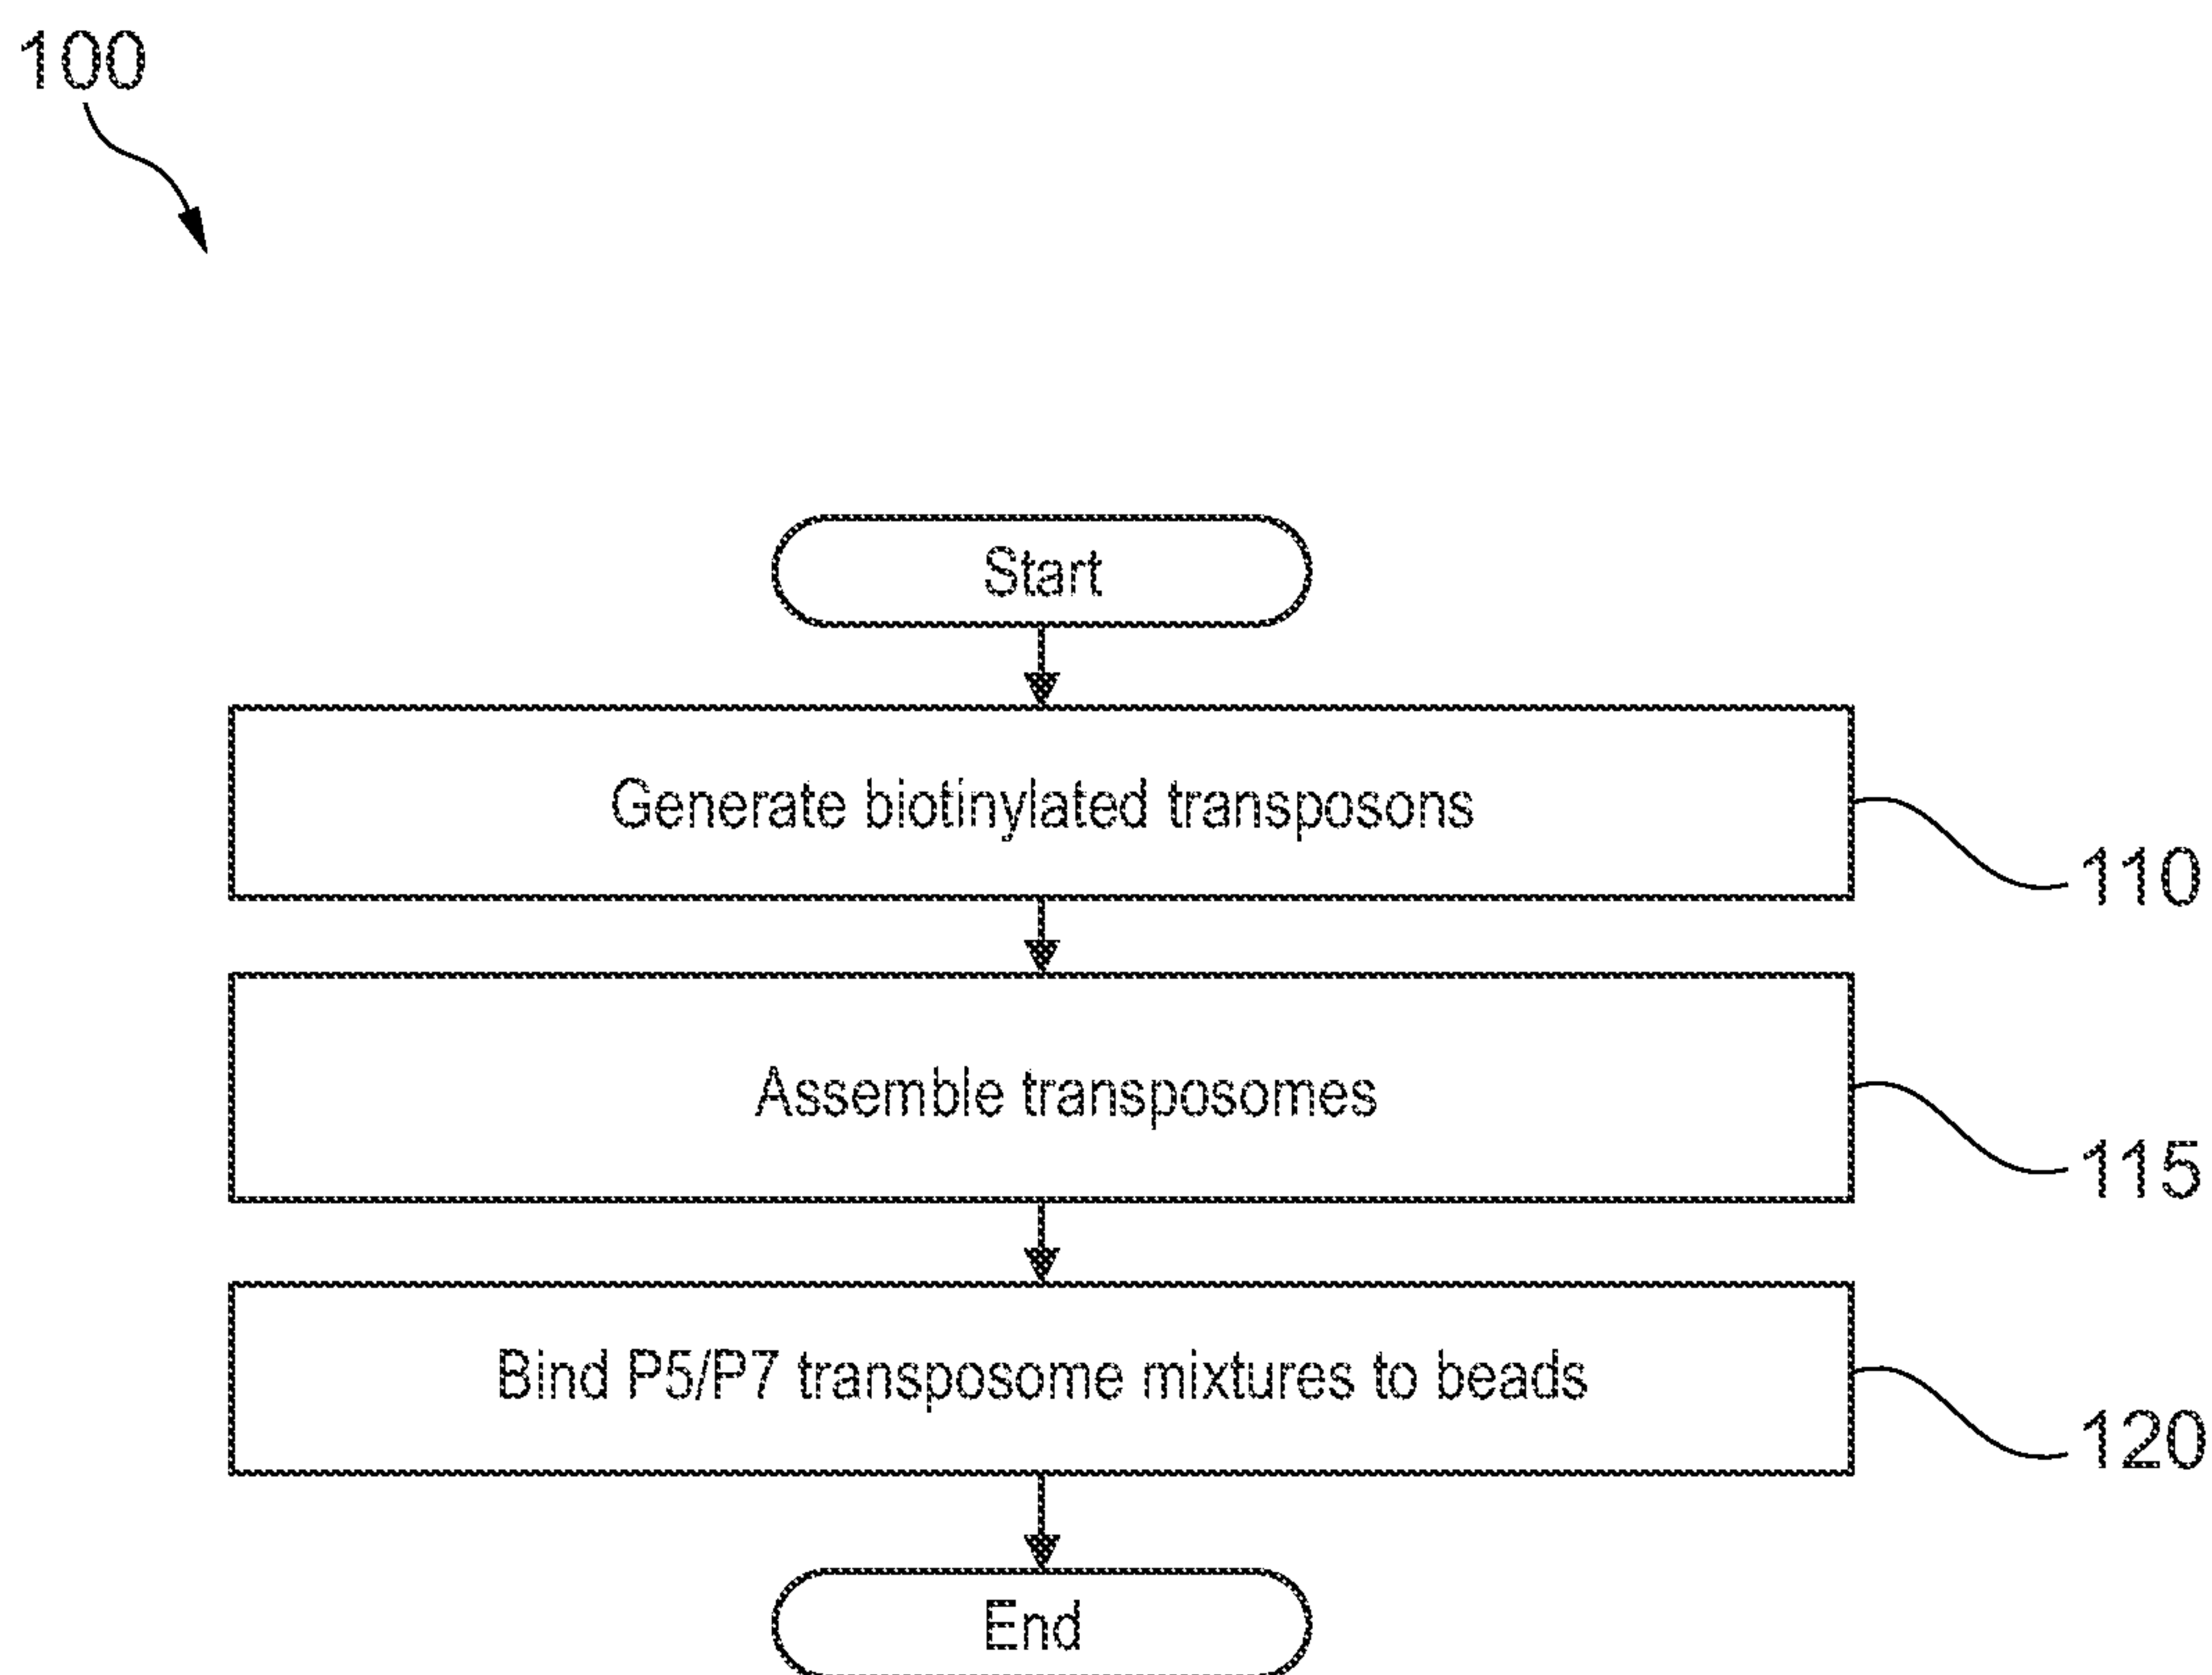 100
Start
Generate biotinylated transposons
110
Assemble transposomes
115
Bind P5/P7 transposome mixtures to beads
120
End